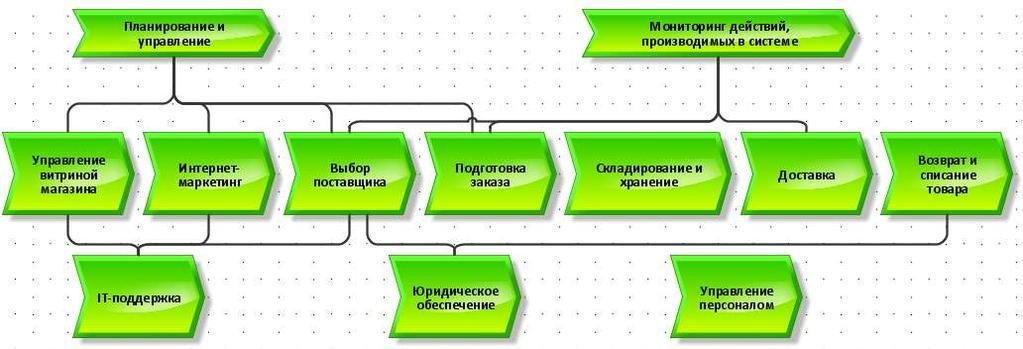 Планирование и
управление
Мониторинг действий,
производимых в системе
Управление
витриной
магазина
Интернет-
маркетинг
Выбор
поставщика
Подготовка
заказа
Складирование и
хранение
Доставка
Возврат и
списание
товара
IT-поддержка
Юридическое
обеспечение
Управление
персоналом